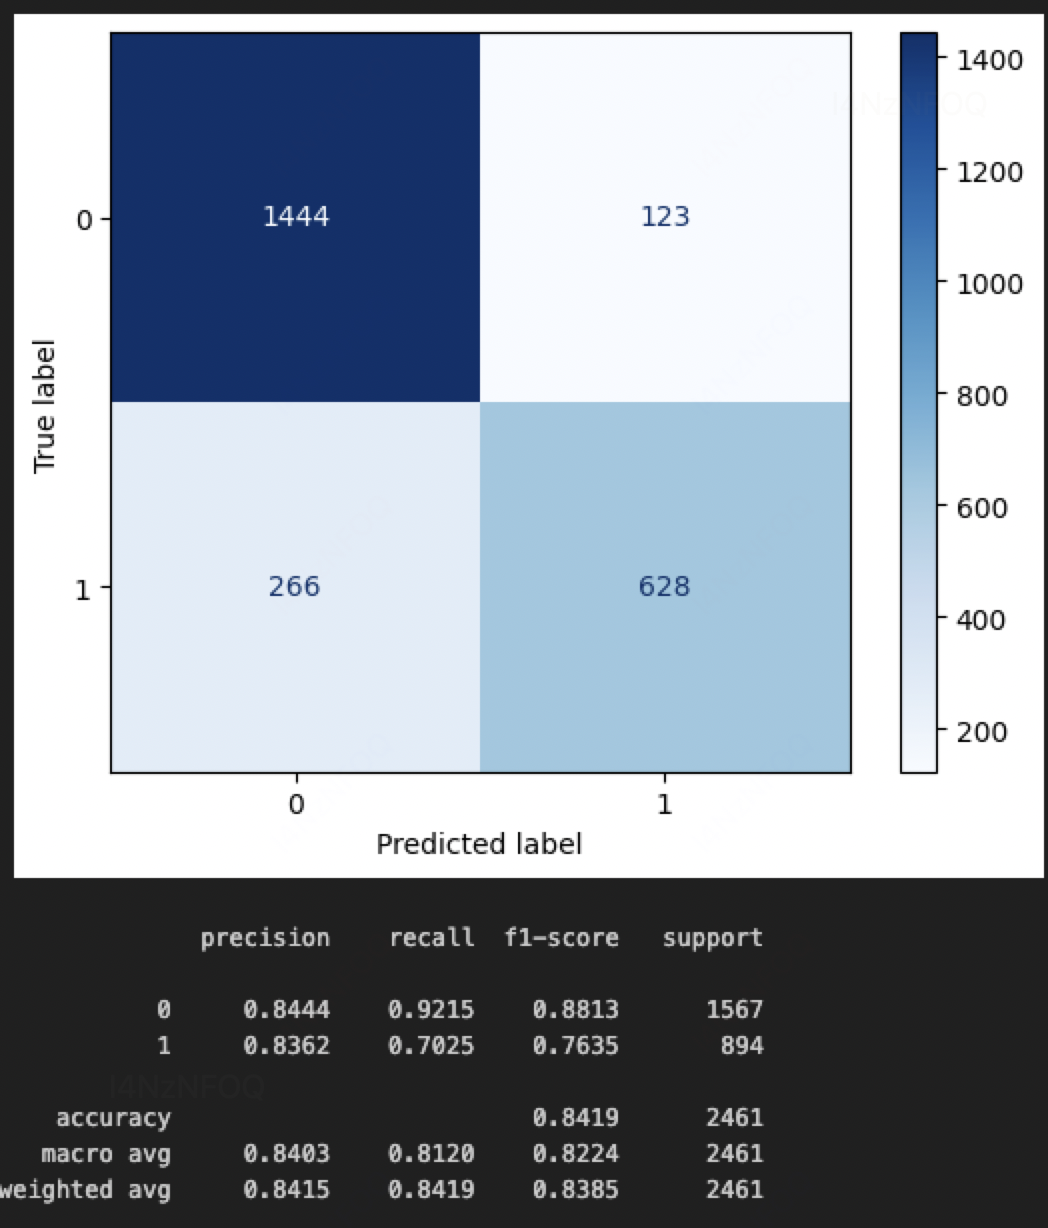 1400
1200
1000
800
600
400
200
0
1444
123
True label
1
266
628
0
1
Predicted label
precision recall f1-score support
0 0.8444 0.9215 0.8813 1567
1 0.8362 0.7025 0.7635 894
I4NzNFOQ
accuracy 0.8419 2461
macro avg 0.8403 0.8120 0.8224 2461
weighted avg 0.8415 0.8419 0.8385 2461